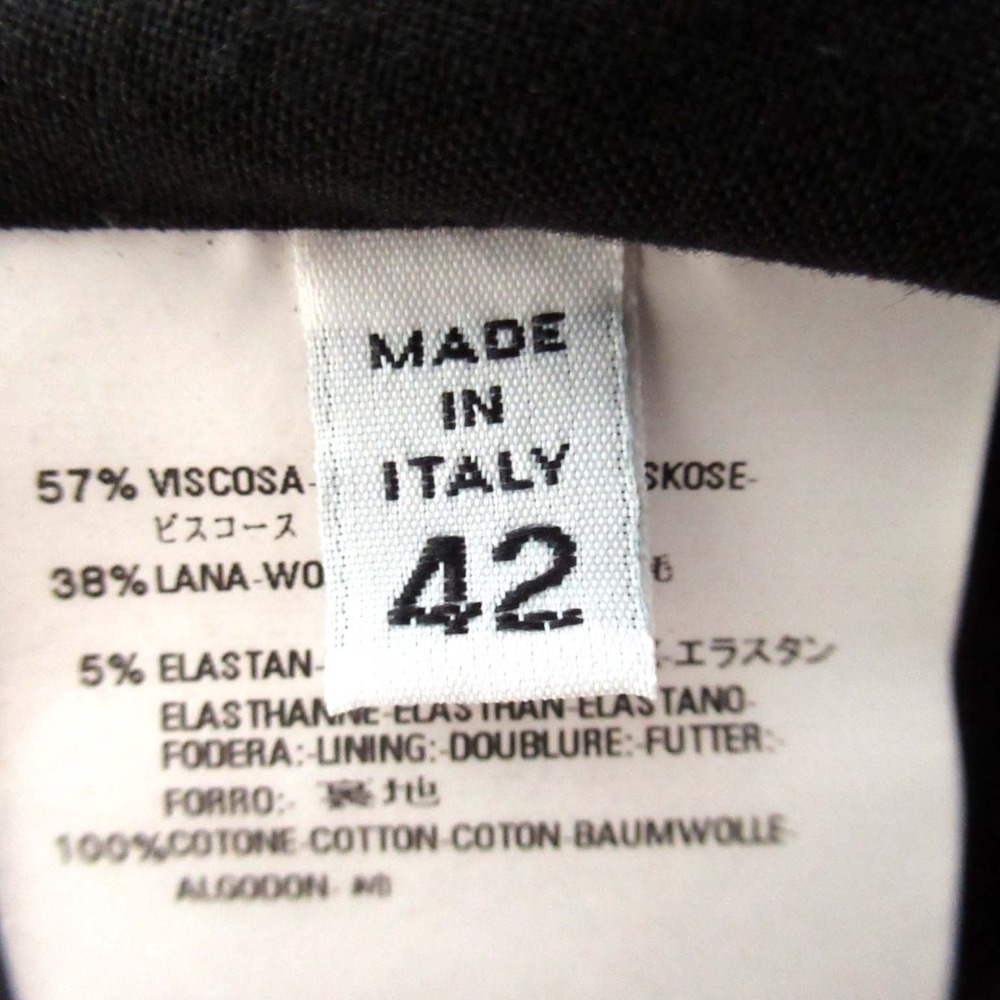 MADE
IN
ITALY
42
57% VISCOSA- SKOSE-
ビスコース
38% LANA-WO 毛
5% ELASTAN- エラスタン
ELASTHANNE-ELASTHAN-ELASTANO-
FODERA:-LINING:-DOUBLURE:-FUTTER:-
FORRO:- 裏地
100% COTONE-COTTON-COTON-BAUMWOLLE-
ALGODON-綿